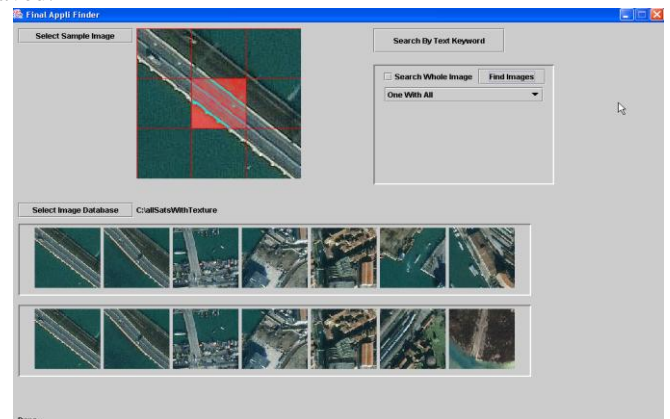 Final Appli Finder
Select Sample Image
Search By Text Keyword
Search Whole Image
Find Images
One With All
Select Image Database
C:\allSatsWithTexture